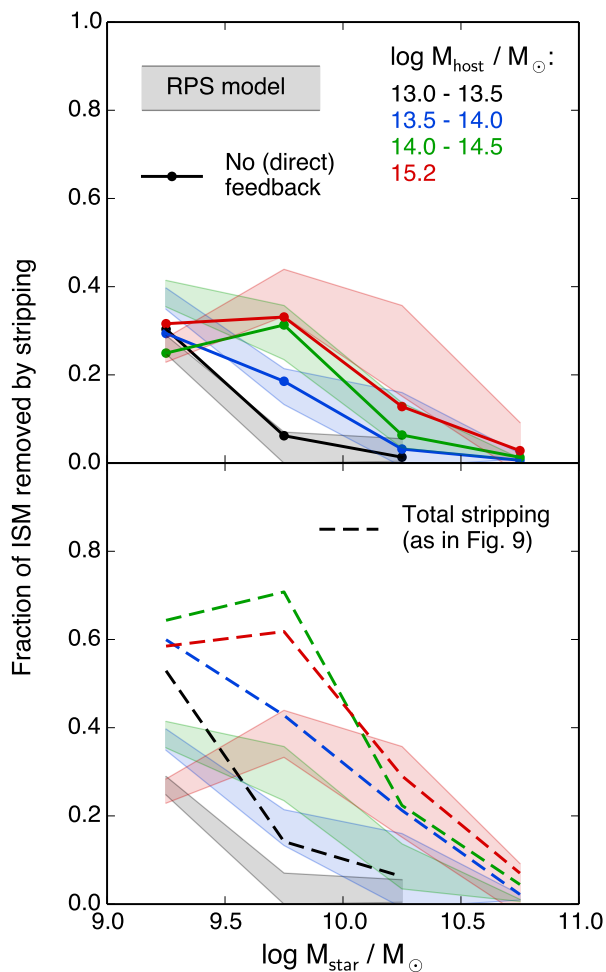 1.0
RPS model
log M_host / M_⊙:
13.0 - 13.5
13.5 - 14.0
14.0 - 14.5
15.2
0.8
No (direct)
feedback
0.6
0.4
0.2
0.0
Fraction of ISM removed by stripping
Total stripping
(as in Fig. 9)
0.8
0.6
0.4
0.2
0.0
9.0 9.5 10.0 10.5 11.0
log M_star / M_⊙